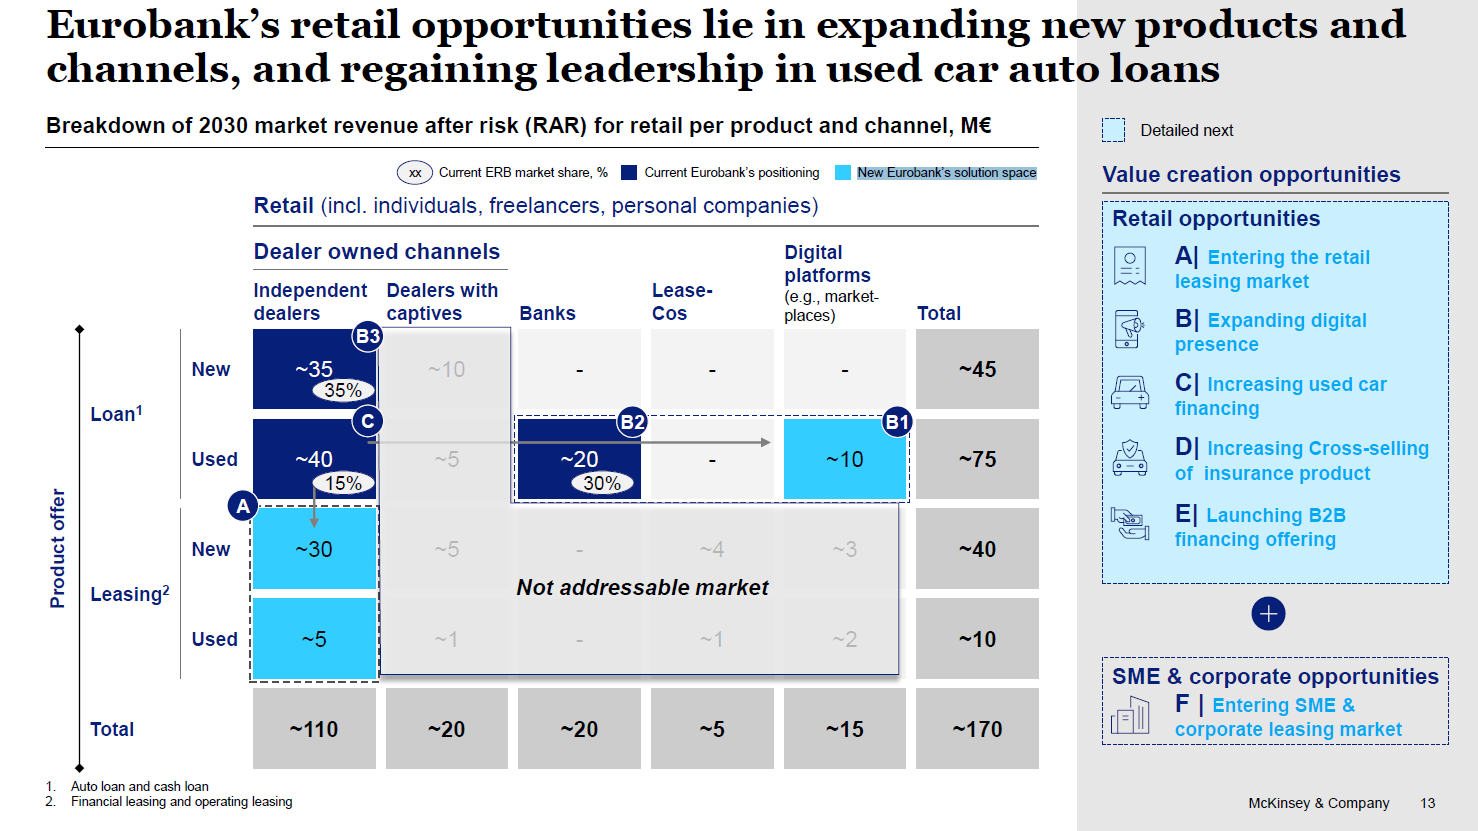 Eurobank’s retail opportunities lie in expanding new products and
channels, and regaining leadership in used car auto loans
Breakdown of 2030 market revenue after risk (RAR) for retail per product and channel, M€
xx Current ERB market share, % Current Eurobank’s positioning New Eurobank’s solution space
Retail (incl. individuals, freelancers, personal companies)
Dealer owned channels
Independent
dealers
Dealers with
captives
Banks
Lease-
Cos
Digital
platforms
(e.g., market-
places)
Total
Product offer
Loan1
New
B3
~35
35%
~10
-
-
-
~45
Used
C
~40
15%
~5
B2
~20
30%
-
B1
~10
~75
Leasing2
A
New
~30
~5
-
~4
~3
~40
Not addressable market
Used
~5
~1
-
~1
~2
~10
Total
~110
~20
~20
~5
~15
~170
1. Auto loan and cash loan
2. Financial leasing and operating leasing
Detailed next
Value creation opportunities
Retail opportunities
A| Entering the retail
leasing market
B| Expanding digital
presence
C| Increasing used car
financing
D| Increasing Cross-selling
of insurance product
E| Launching B2B
financing offering
SME & corporate opportunities
F | Entering SME &
corporate leasing market
McKinsey & Company 13